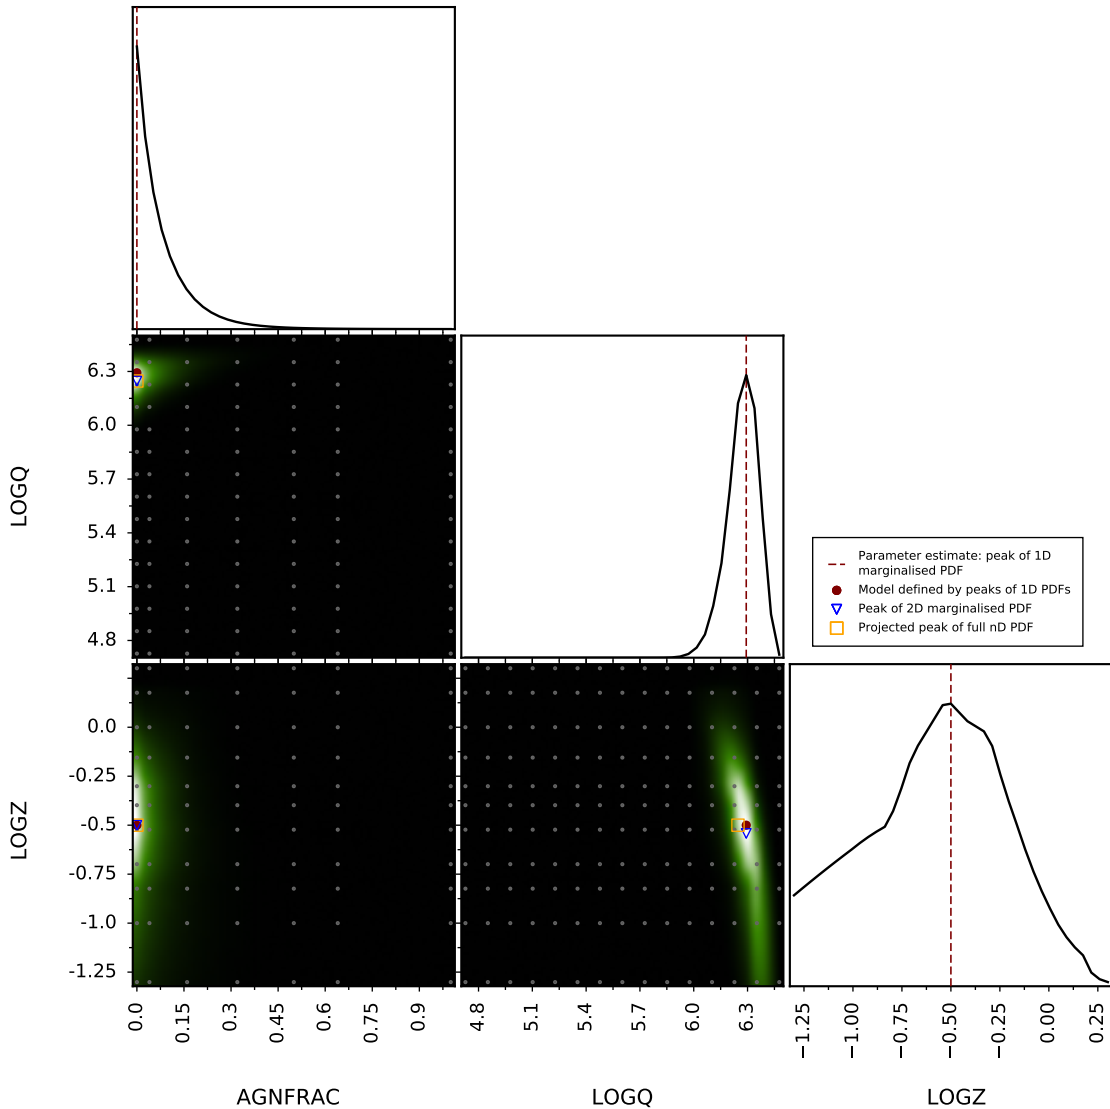 6.3
6.0
5.7
5.4
5.1
4.8
LOGQ
Parameter estimate: peak of 1D
marginalised PDF
Model defined by peaks of 1D PDFs
Peak of 2D marginalised PDF
Projected peak of full nD PDF
0.0
-0.25
-0.5
-0.75
-1.0
-1.25
LOGZ
0.0 0.15 0.3 0.45 0.6 0.75 0.9
4.8 5.1 5.4 5.7 6.0 6.3
−1.25 −1.00 −0.75 −0.50 −0.25 0.00 0.25
AGNFRAC LOGQ LOGZ